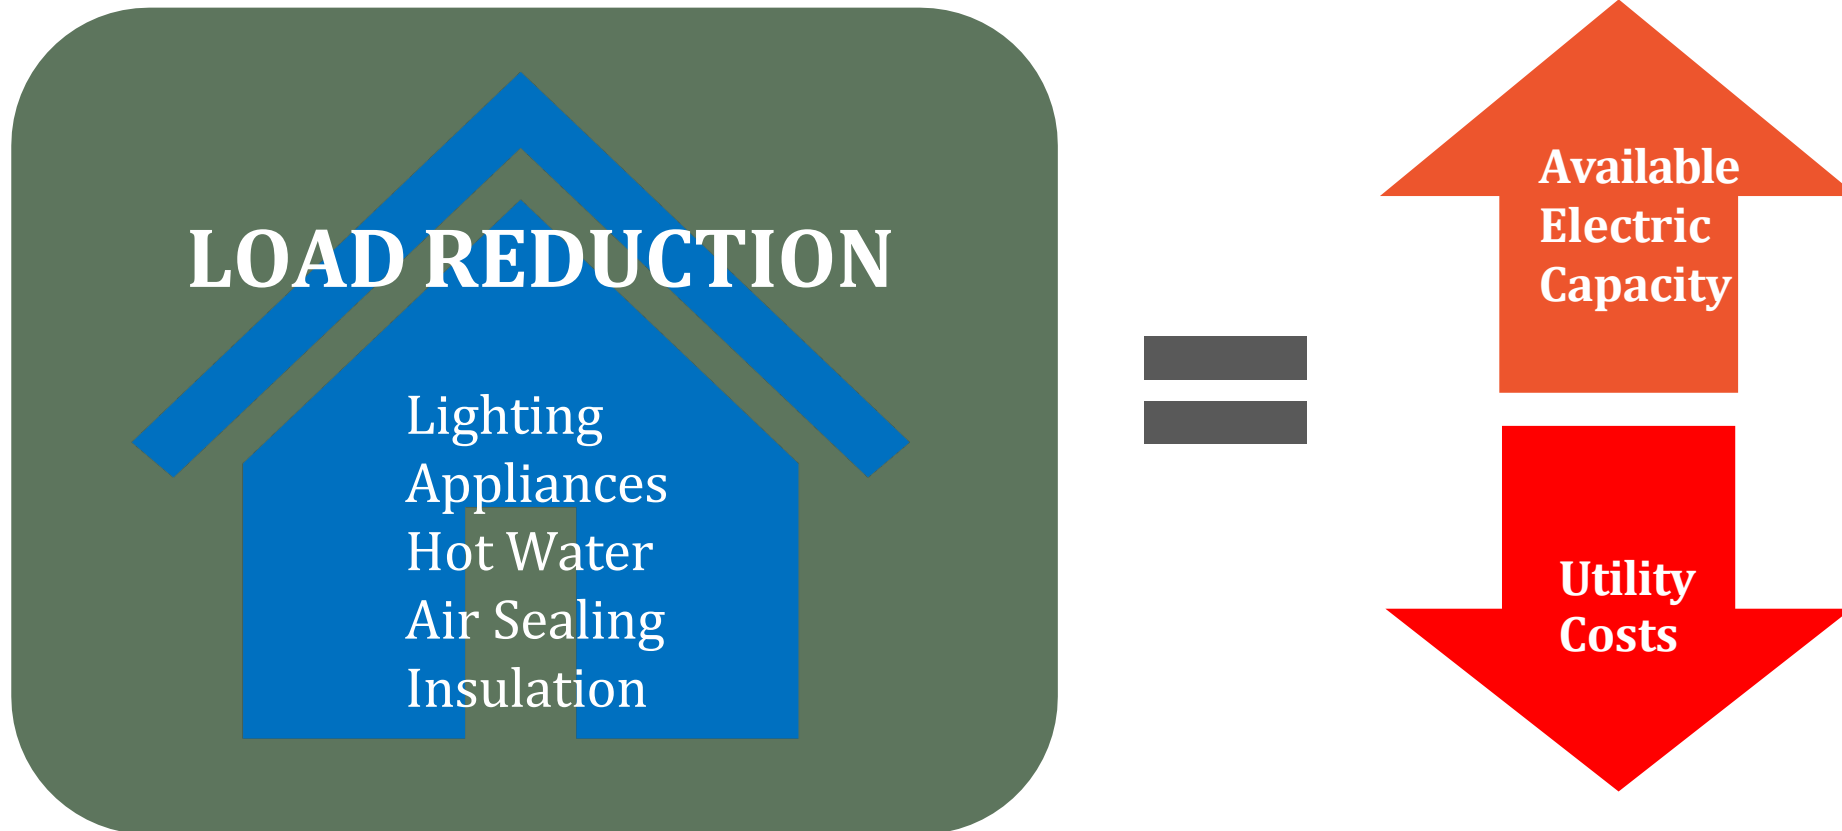 LOAD REDUCTION
Lighting
Appliances
Hot Water
Air Sealing
Insulation
Available
Electric
Capacity
Utility
Costs